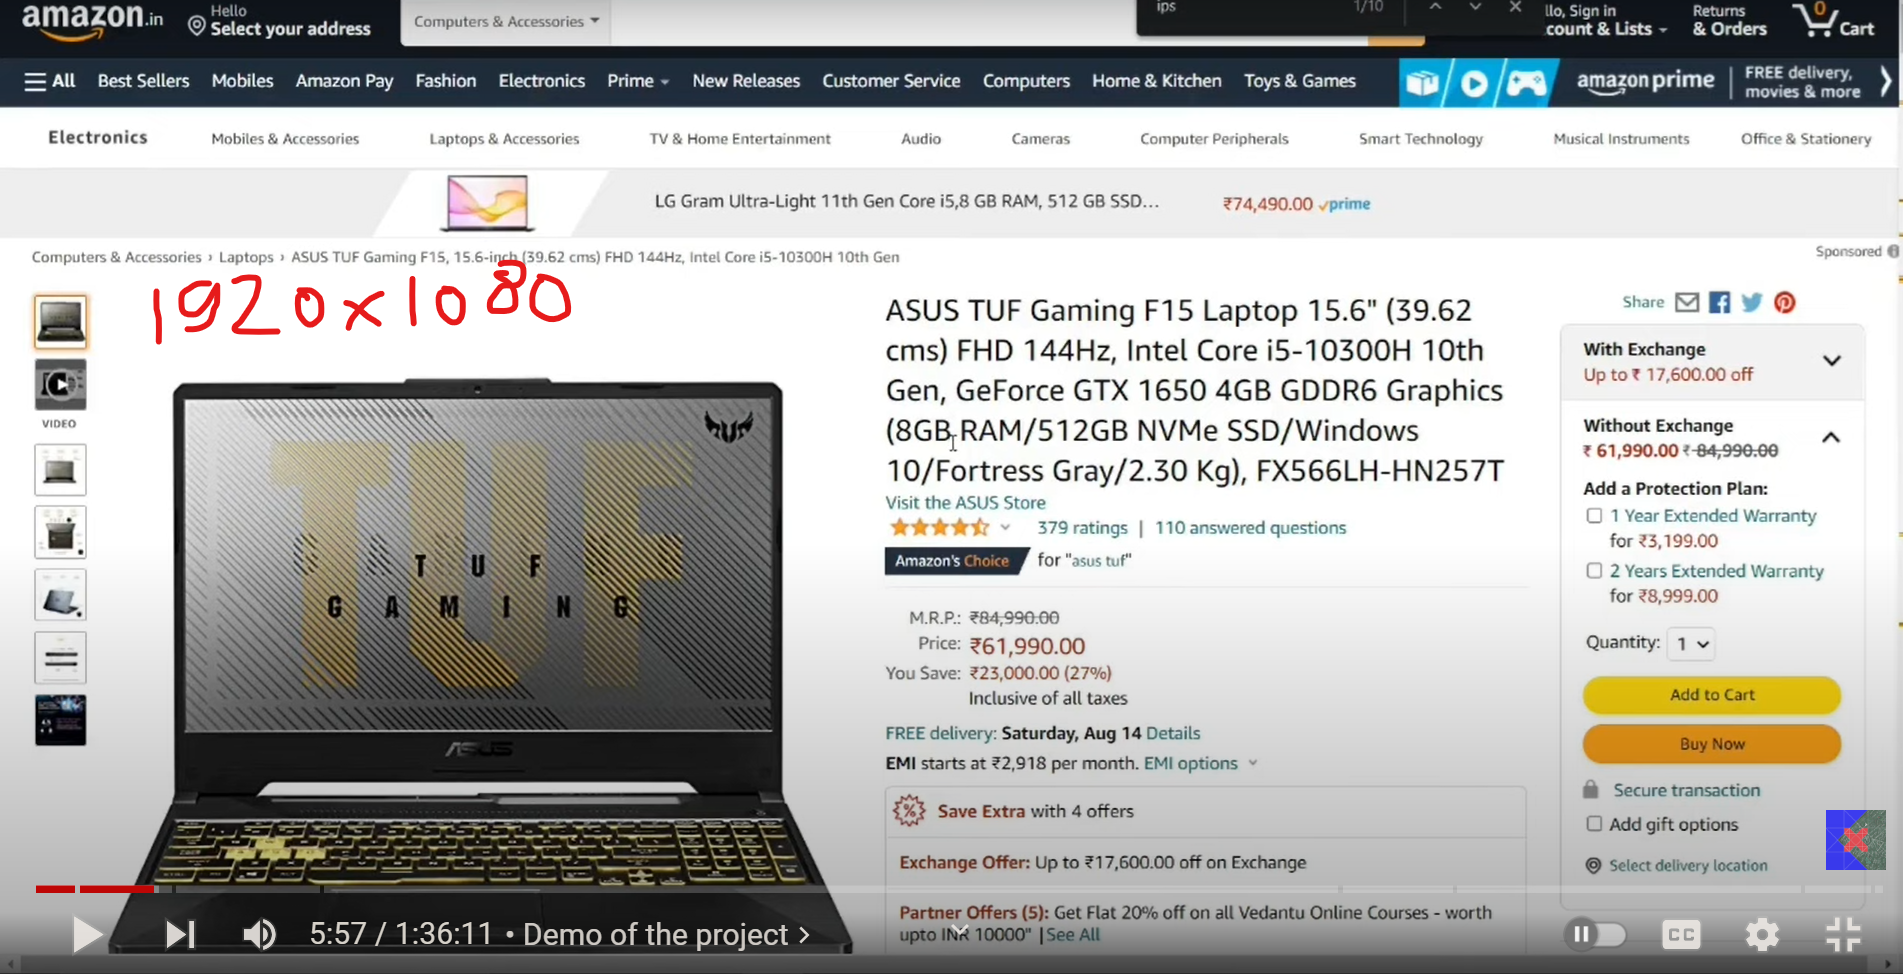 amazon.in
Hello
Select your address
Computers & Accessories
ips
1/10
llo, Sign in
count & Lists
Returns
& Orders
0
Cart
All
Best Sellers
Mobiles
Amazon Pay
Fashion
Electronics
Prime
New Releases
Customer Service
Computers
Home & Kitchen
Toys & Games
amazon prime
FREE delivery,
movies & more
Electronics
Mobiles & Accessories
Laptops & Accessories
TV & Home Entertainment
Audio
Cameras
Computer Peripherals
Smart Technology
Musical Instruments
Office & Stationery
LG Gram Ultra-Light 11th Gen Core i5,8 GB RAM, 512 GB SSD...
₹74,490.00 prime
Sponsored
Computers & Accessories › Laptops › ASUS TUF Gaming F15, 15.6-inch (39.62 cms) FHD 144Hz, Intel Core i5-10300H 10th Gen
1920x1080
VIDEO
TUF
TUF
GAMING
ASUS
ASUS TUF Gaming F15 Laptop 15.6" (39.62
cms) FHD 144Hz, Intel Core i5-10300H 10th
Gen, GeForce GTX 1650 4GB GDDR6 Graphics
(8GB RAM/512GB NVMe SSD/Windows
10/Fortress Gray/2.30 Kg), FX566LH-HN257T
Visit the ASUS Store
379 ratings | 110 answered questions
Amazon's Choice for "asus tuf"
M.R.P.: ₹84,990.00
Price: ₹61,990.00
You Save: ₹23,000.00 (27%)
Inclusive of all taxes
FREE delivery: Saturday, Aug 14 Details
EMI starts at ₹2,918 per month. EMI options
Save Extra with 4 offers
Exchange Offer: Up to ₹17,600.00 off on Exchange
Partner Offers (5): Get Flat 20% off on all Vedantu Online Courses - worth
upto INR 10000" | See All
Share
With Exchange
Up to ₹ 17,600.00 off
Without Exchange
₹ 61,990.00 ₹ 84,990.00
Add a Protection Plan:
1 Year Extended Warranty
for ₹3,199.00
2 Years Extended Warranty
for ₹8,999.00
Quantity: 1
Add to Cart
Buy Now
Secure transaction
Add gift options
Select delivery location
5:57 / 1:36:11 • Demo of the project
CC